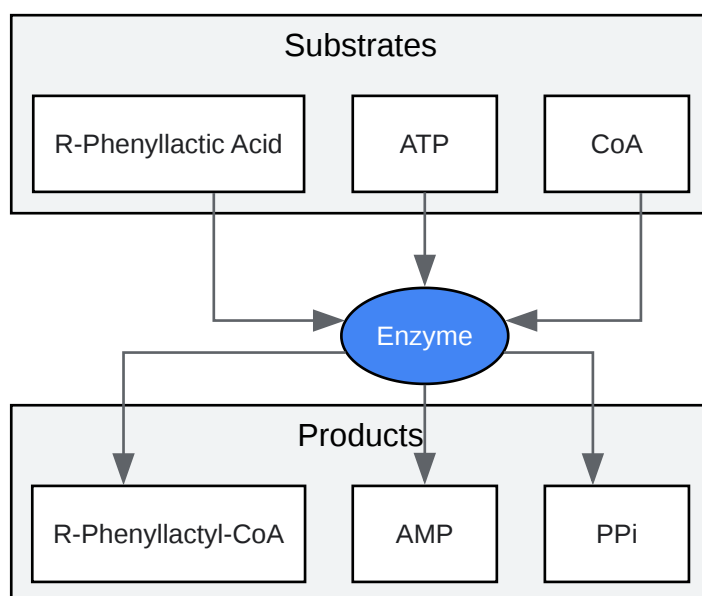 Substrates
R-Phenyllactic Acid
ATP
CoA
Enzyme
Products
R-Phenyllactyl-CoA
AMP
PPi